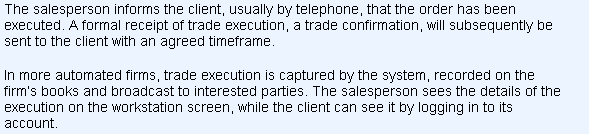 The salesperson informs the client, usually by telephone, that the order has been
executed. A formal receipt of trade execution, a trade confirmation, will subsequently be
sent to the client with an agreed timeframe.
In more automated firms, trade execution is captured by the system, recorded on the
firm's books and broadcast to interested parties. The salesperson sees the details of the
execution on the workstation screen, while the client can see it by logging in to its
account.